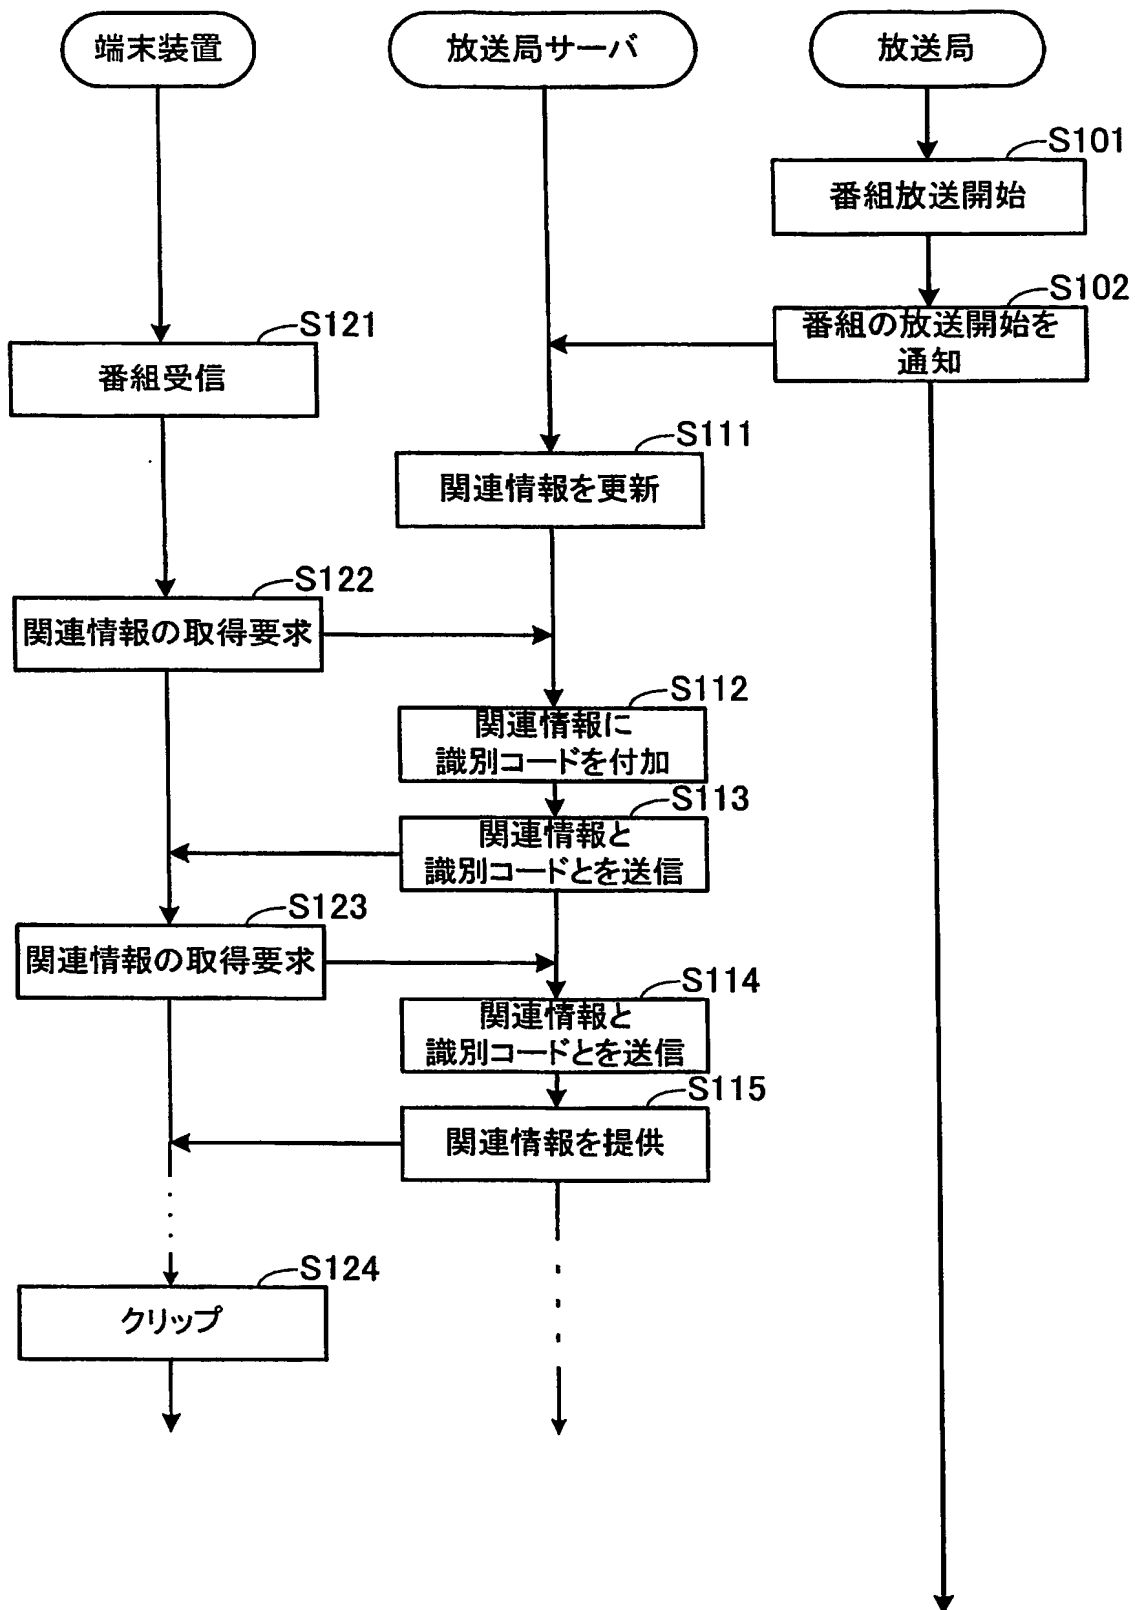 端末装置
放送局サーバ
放送局
S101
番組放送開始
S102
番組の放送開始を
通知
S121
番組受信
S111
関連情報を更新
S122
関連情報の取得要求
S112
関連情報に
識別コードを付加
S113
関連情報と
識別コードとを送信
S123
関連情報の取得要求
S114
関連情報と
識別コードとを送信
S115
関連情報を提供
S124
クリップ